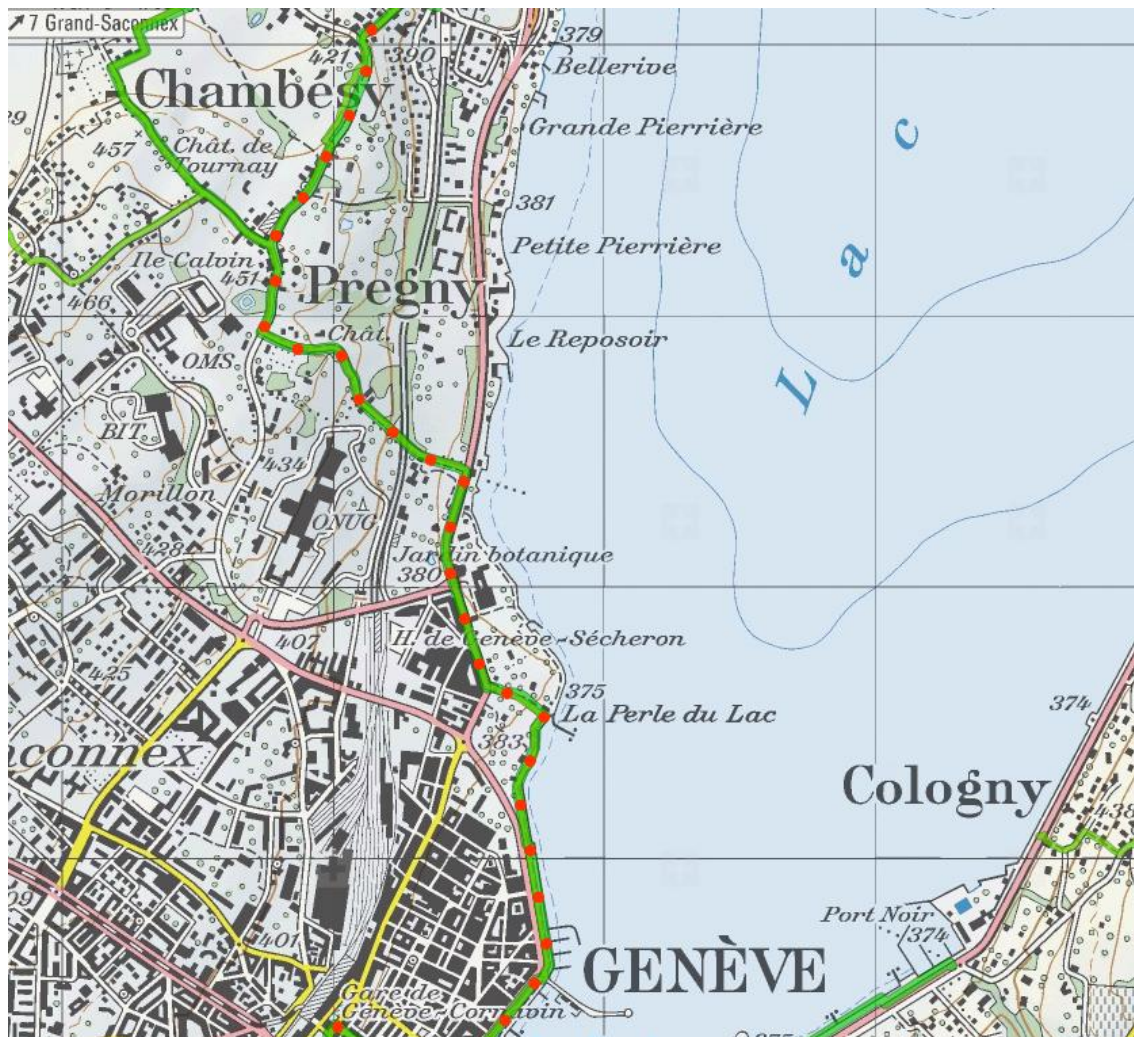 7 Grand-Saconnex
421
390
379
Bellerive
Chambésy
Grande Pierrière
457
Chât. de
Tournay
381
Petite Pierrière
Ile Calvin
451
Pregny
466
Lac
Chât.
Le Reposoir
OMS
BIT
434
Morillon
ONUG
428
Jardin botanique
380
407
H. de Genève-Sécheron
425
375
La Perle du Lac
374
383
aconnex
Cologny
438
Port Noir
374
401
GENÈVE
Gare de
Genève-Cornavin
375